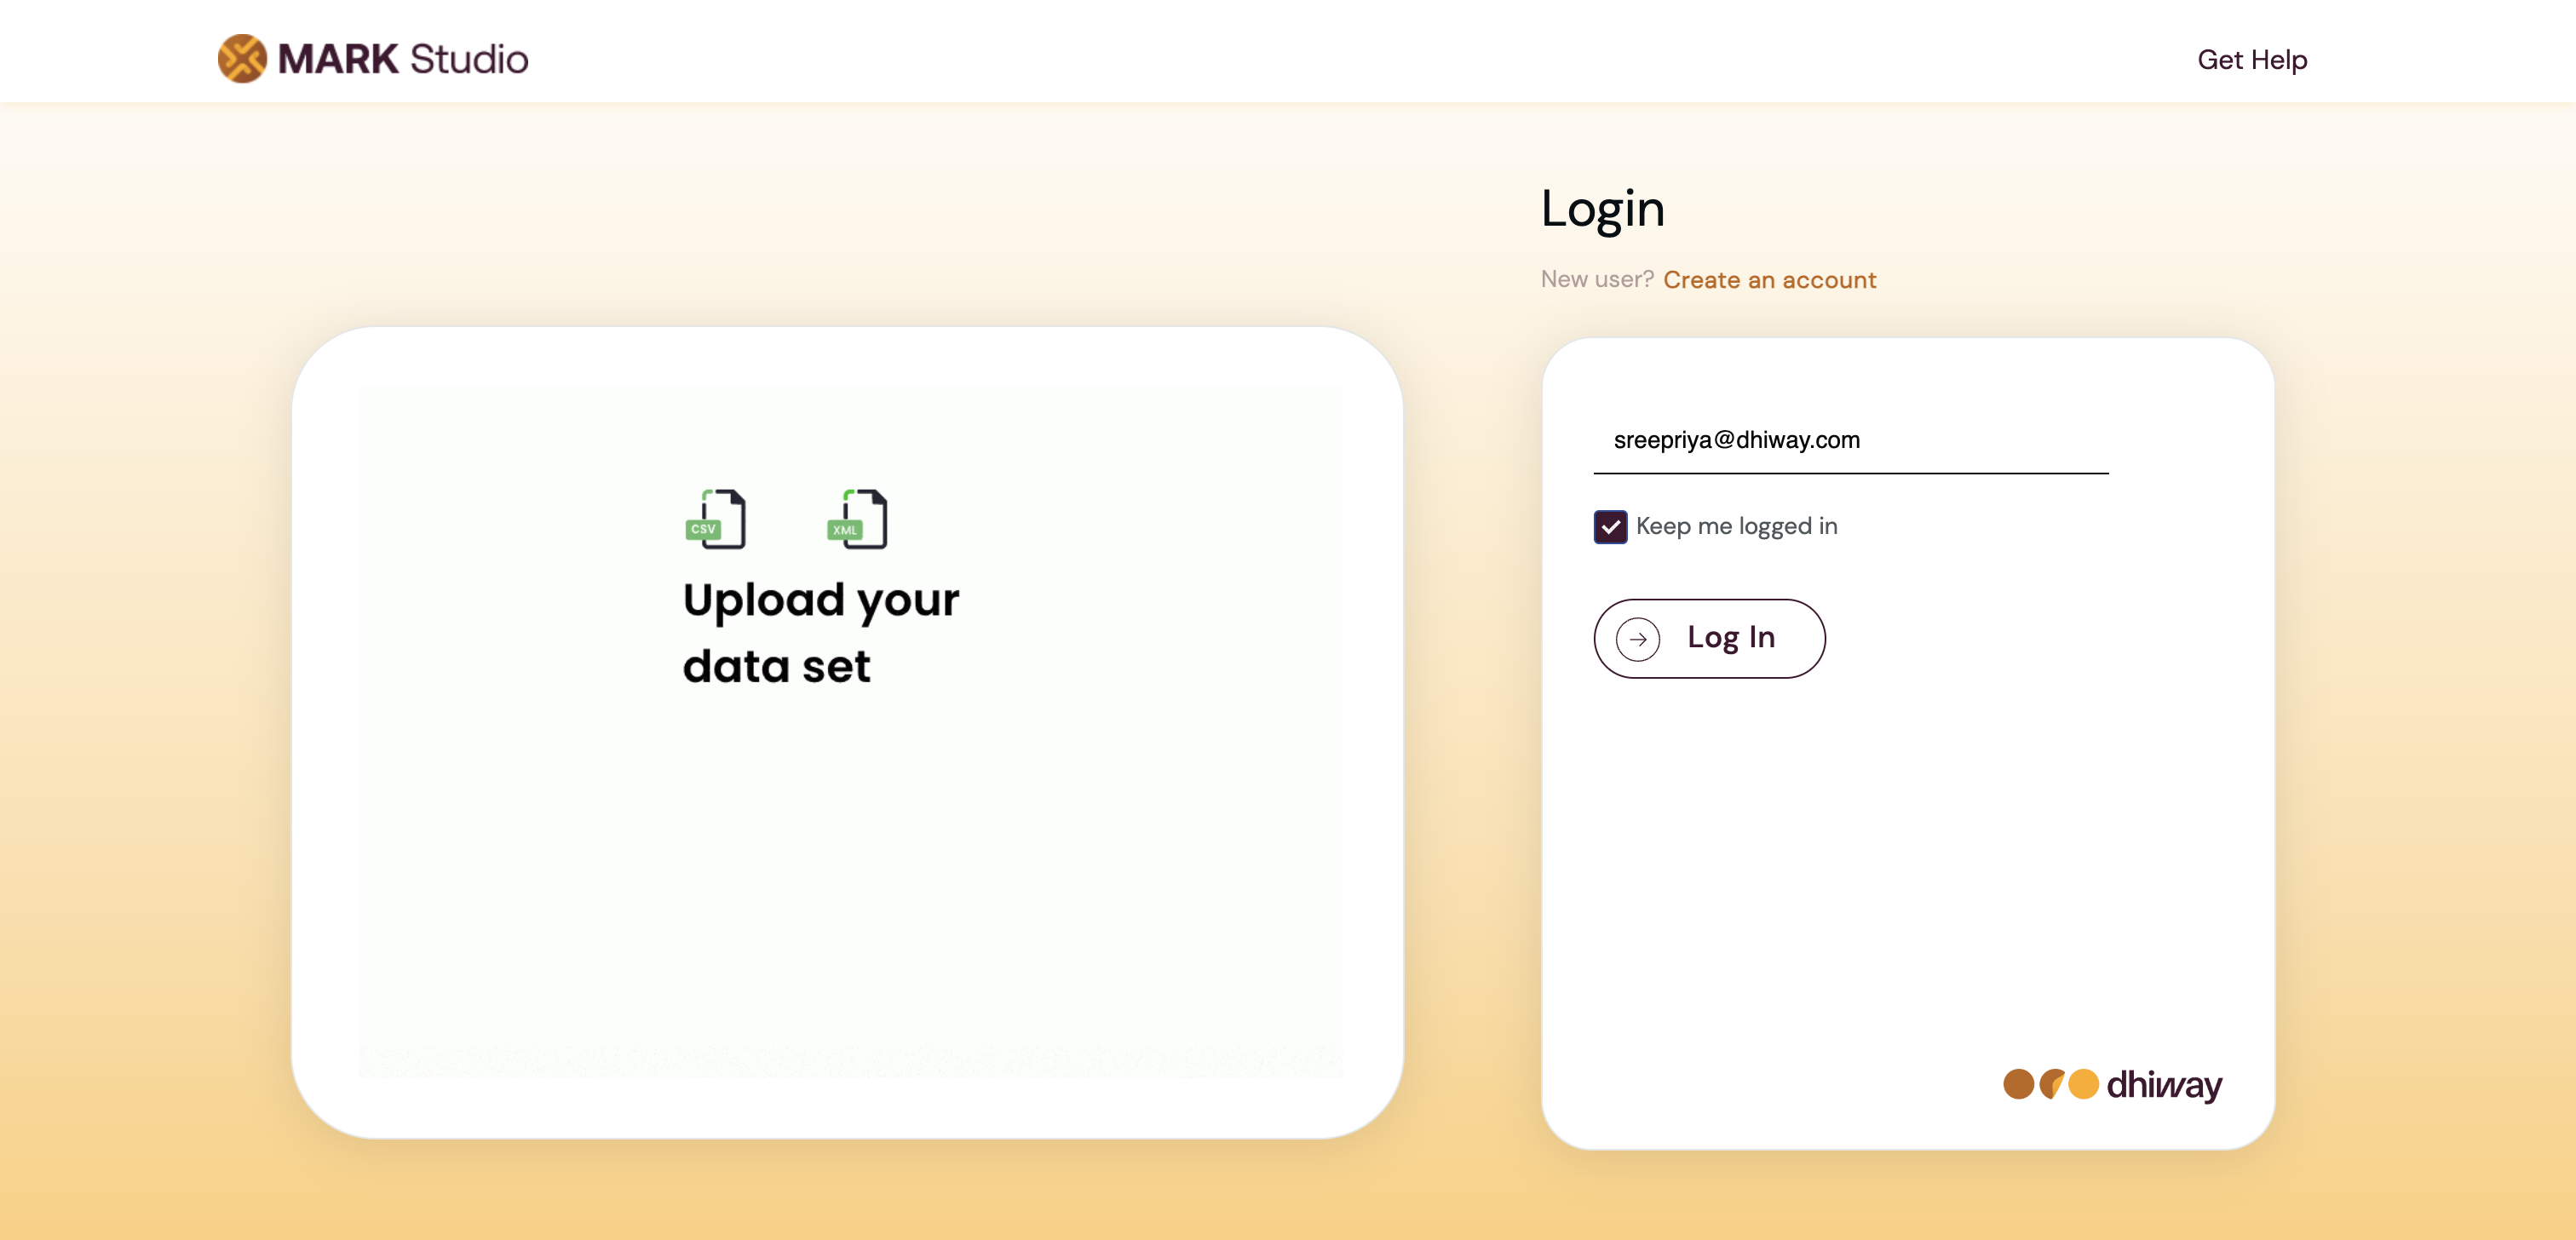 MARK Studio
Get Help
Login
New user? Create an account
CSV
XML
Upload your
data set
sreepriya@dhiway.com
Keep me logged in
Log In
dhiway